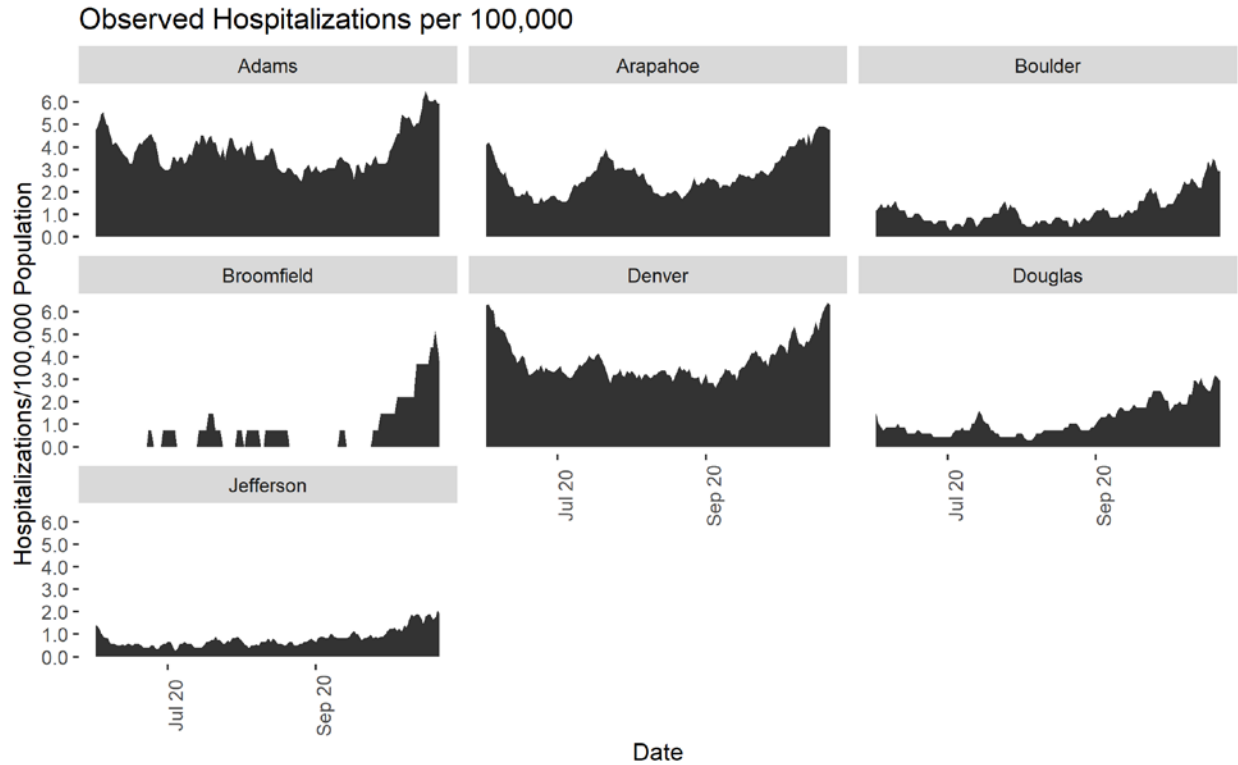 Observed Hospitalizations per 100,000
Adams
Arapahoe
Boulder
6.0
5.0
4.0
3.0
2.0
1.0
0.0
Broomfield
Denver
Douglas
6.0
5.0
4.0
3.0
2.0
1.0
0.0
Jul 20
Sep 20
Jul 20
Sep 20
Jefferson
6.0
5.0
4.0
3.0
2.0
1.0
0.0
Jul 20
Sep 20
Hospitalizations/100,000 Population
Date